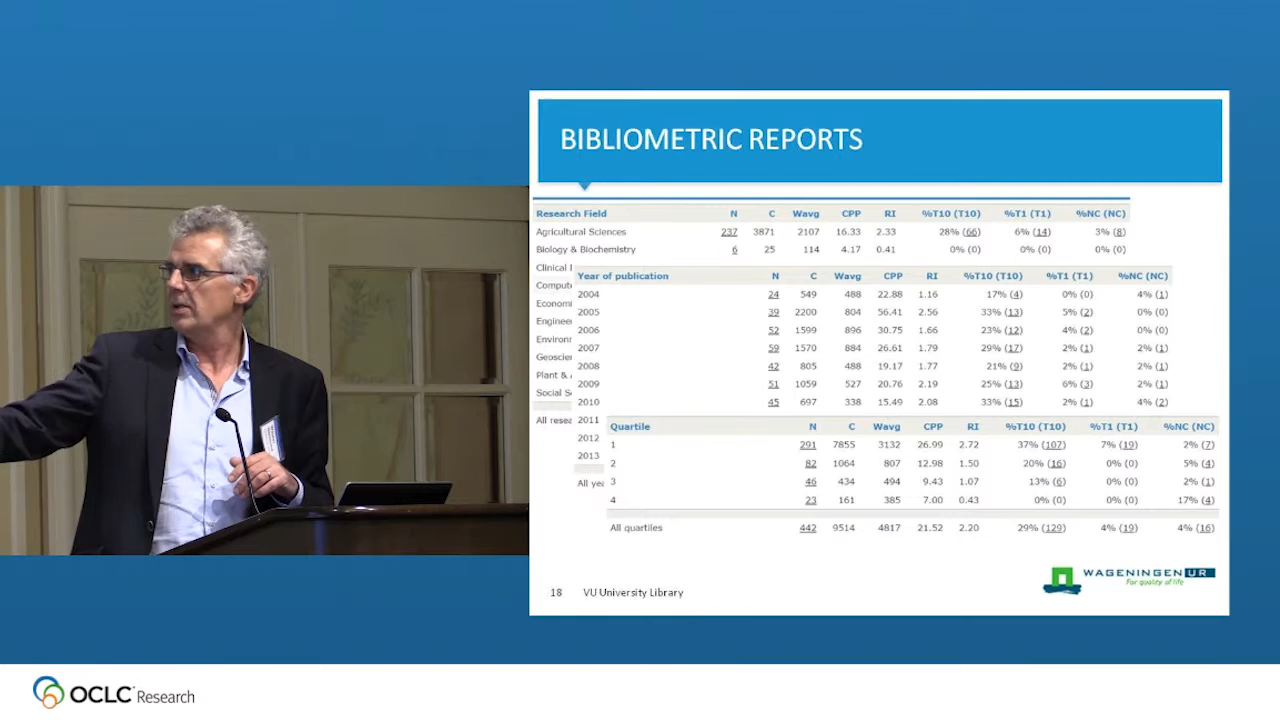 BIBLIOMETRIC REPORTS
Research Field N C Wavg CPP RI %T10 (T10) %T1 (T1) %NC (NC)
Agricultural Sciences 237 3871 2107 16.33 2.33 28% (66) 6% (14) 3% (8)
Biology & Biochemistry 6 25 114 4.17 0.41 0% (0) 0% (0) 0% (0)
Clinical
Comput
Econom
Enginee
Environ
Geoscien
Plant &
Social S
All resea
Year of publication N C Wavg CPP RI %T10 (T10) %T1 (T1) %NC (NC)
2004 24 549 488 22.88 1.16 17% (4) 0% (0) 4% (1)
2005 39 2200 804 56.41 2.56 33% (13) 5% (2) 0% (0)
2006 52 1599 896 30.75 1.66 23% (12) 4% (2) 0% (0)
2007 59 1570 884 26.61 1.79 29% (17) 2% (1) 2% (1)
2008 42 805 488 19.17 1.77 21% (9) 2% (1) 2% (1)
2009 51 1059 527 20.76 2.19 25% (13) 6% (3) 2% (1)
2010 45 697 338 15.49 2.08 33% (15) 2% (1) 4% (2)
2011
2012
2013
All yea
Quartile N C Wavg CPP RI %T10 (T10) %T1 (T1) %NC (NC)
1 291 7855 3132 26.99 2.72 37% (107) 7% (19) 2% (7)
2 82 1064 807 12.98 1.50 20% (16) 0% (0) 5% (4)
3 46 434 494 9.43 1.07 13% (6) 0% (0) 2% (1)
4 23 161 385 7.00 0.43 0% (0) 0% (0) 17% (4)
All quartiles 442 9514 4817 21.52 2.20 29% (129) 4% (19) 4% (16)
WAGENINGEN UR
For quality of life
18 VU University Library
OCLC Research